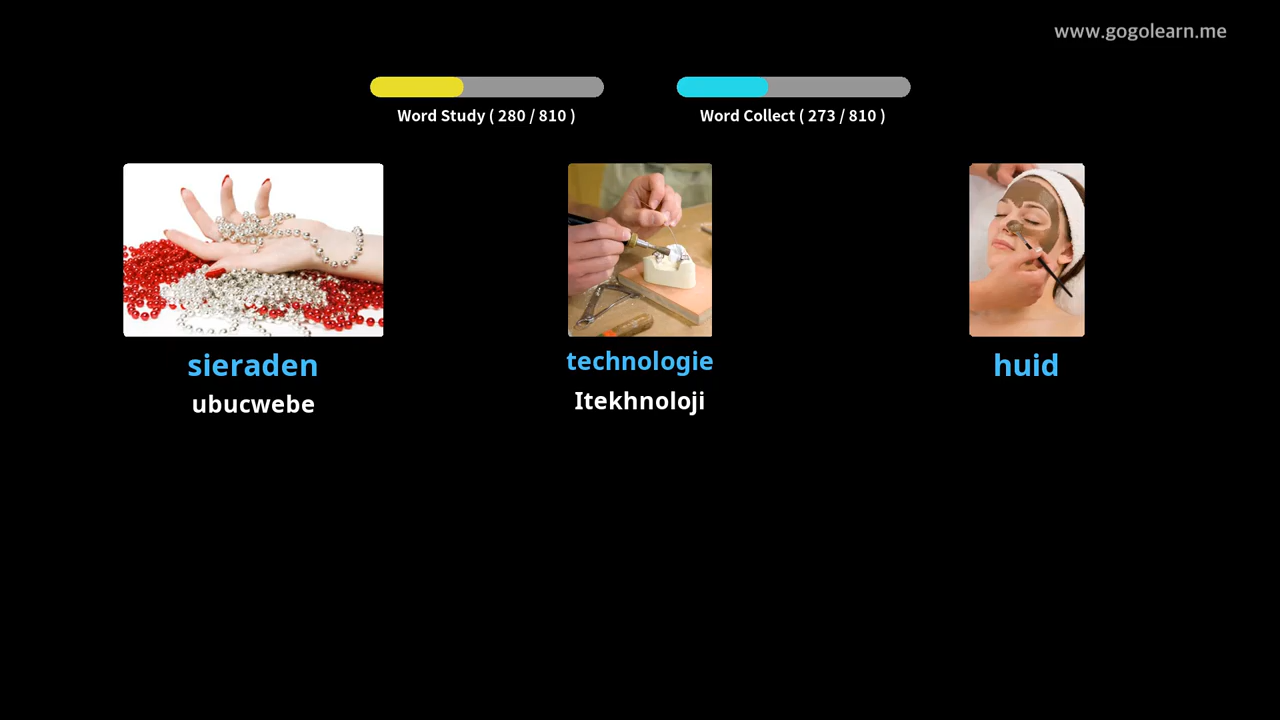 www.gogolearn.me
Word Study ( 280 / 810 )
Word Collect ( 273 / 810 )
sieraden
ubucwebe
technologie
Itekhnoloji
huid